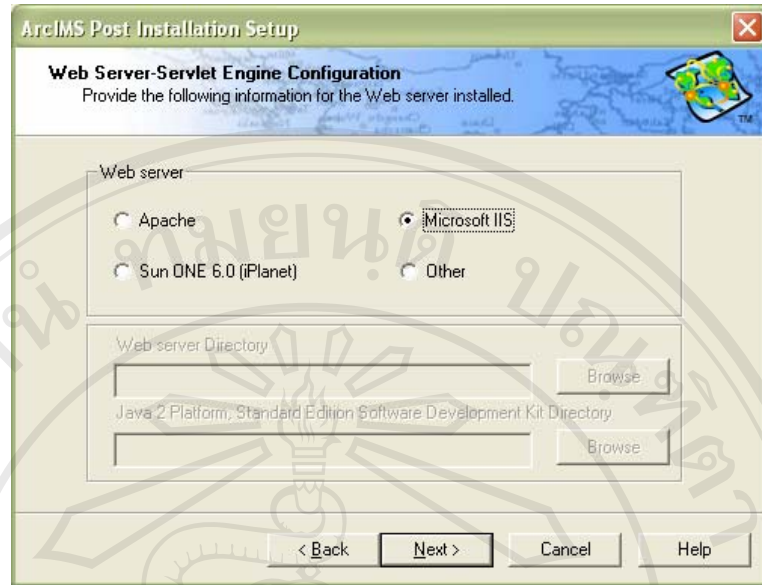 ArcIMS Post Installation Setup
Web Server-Servlet Engine Configuration
Provide the following information for the Web server installed.
TM
Web server
Apache
Microsoft IIS
Sun ONE 6.0 (iPlanet)
Other
Web server Directory
Browse
Java 2 Platform, Standard Edition Software Development Kit Directory
Browse
< Back
Next >
Cancel
Help